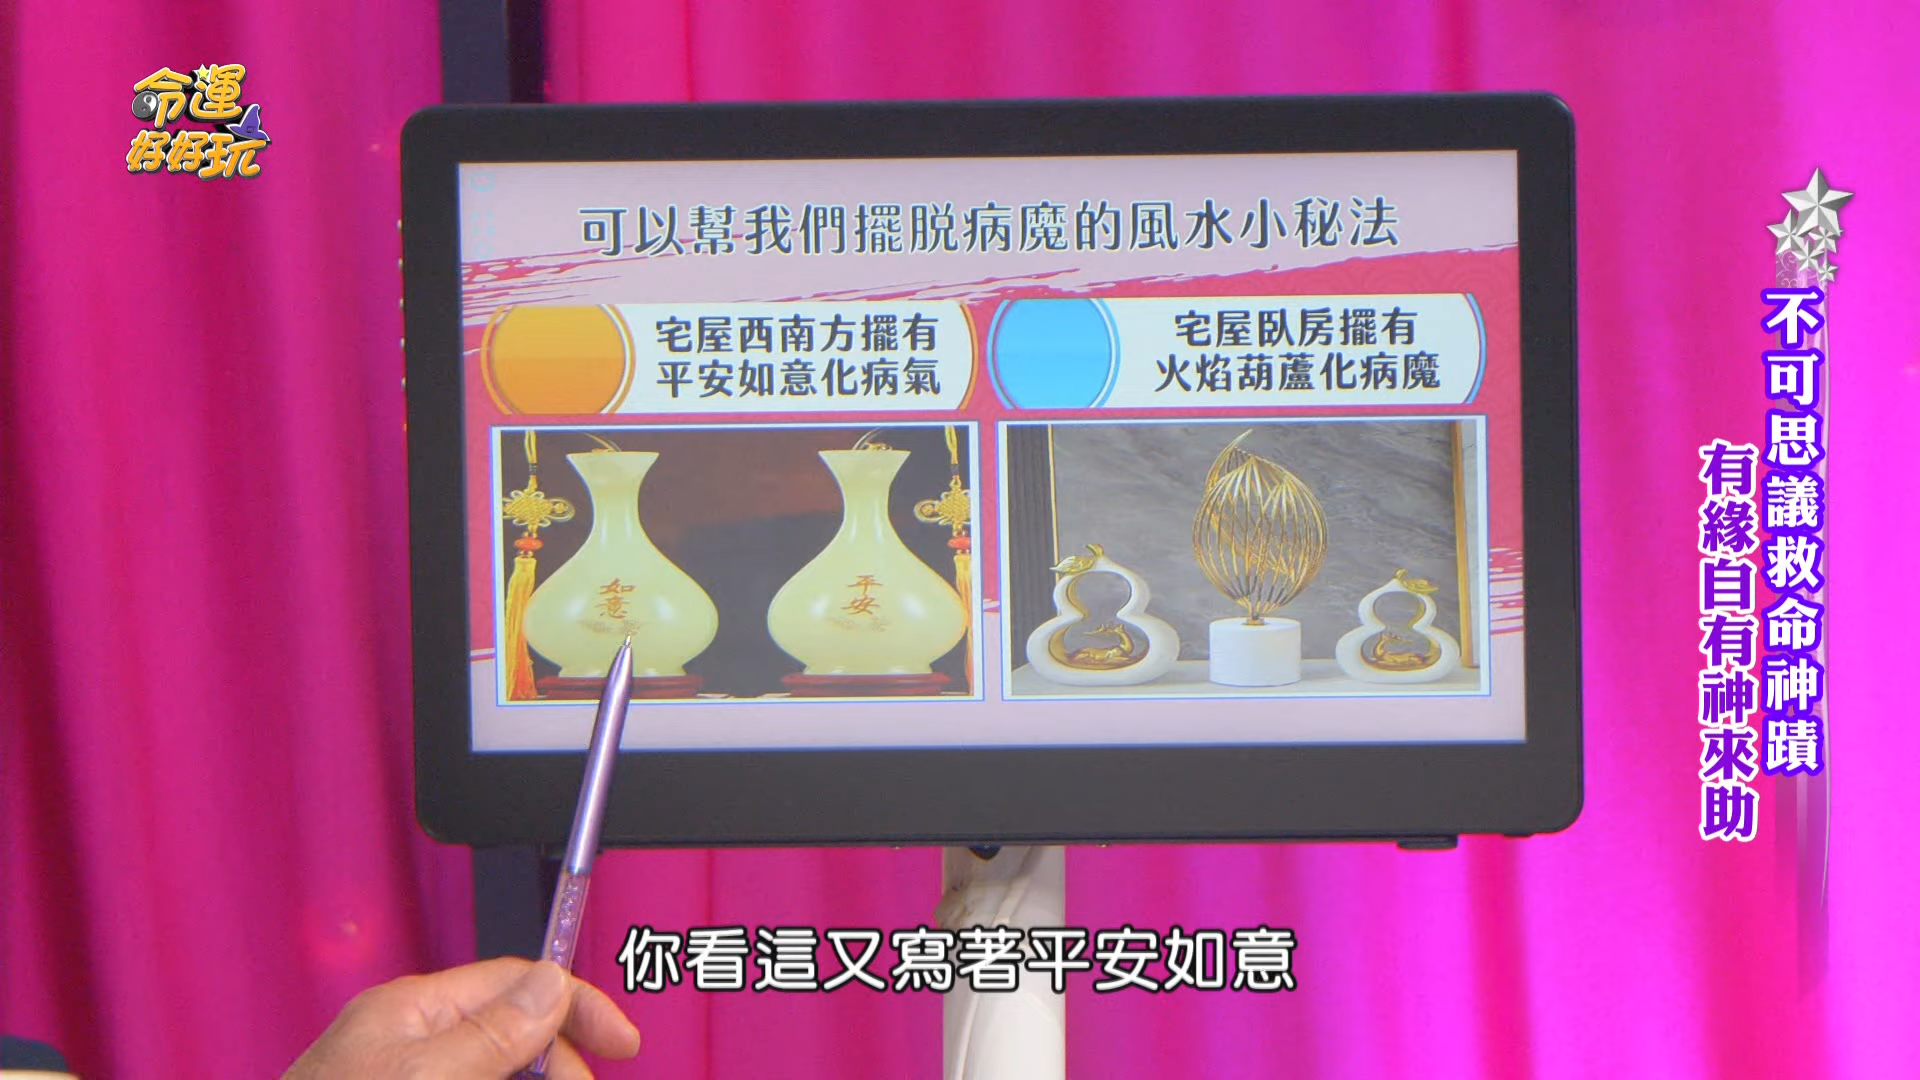 命運
好好玩
可以幫我們擺脫病魔的風水小秘法
宅屋西南方擺有
平安如意化病氣
宅屋臥房擺有
火焰葫蘆化病魔
如意
平安
不可思議救命神蹟
有緣自有神來助
你看這又寫著平安如意